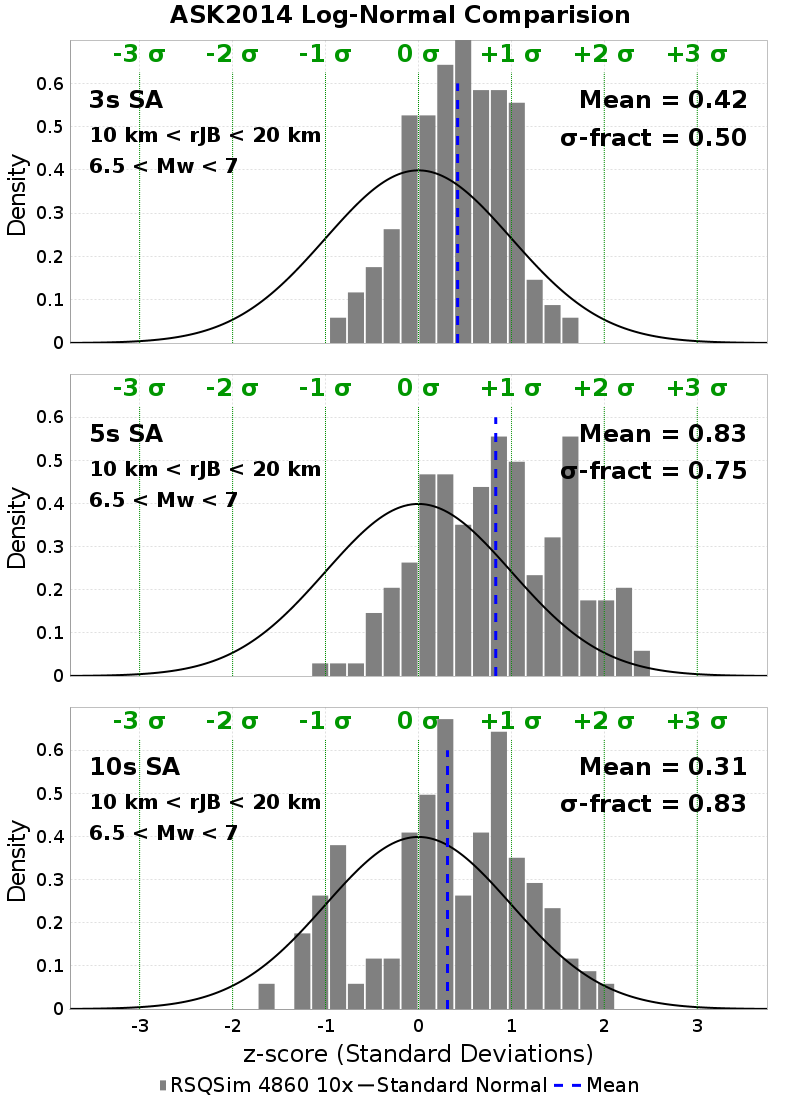 ASK2014 Log-Normal Comparision
-3 σ -2 σ -1 σ 0 σ +1 σ +2 σ +3 σ
3s SA
10 km < rJB < 20 km
6.5 < Mw < 7
Mean = 0.42
σ-fract = 0.50
Density
0.6
0.5
0.4
0.3
0.2
0.1
0
-3 σ -2 σ -1 σ 0 σ +1 σ +2 σ +3 σ
5s SA
10 km < rJB < 20 km
6.5 < Mw < 7
Mean = 0.83
σ-fract = 0.75
Density
0.6
0.5
0.4
0.3
0.2
0.1
0
-3 σ -2 σ -1 σ 0 σ +1 σ +2 σ +3 σ
10s SA
10 km < rJB < 20 km
6.5 < Mw < 7
Mean = 0.31
σ-fract = 0.83
Density
0.6
0.5
0.4
0.3
0.2
0.1
0
-3 -2 -1 0 1 2 3
z-score (Standard Deviations)
RSQSim 4860 10x Standard Normal Mean